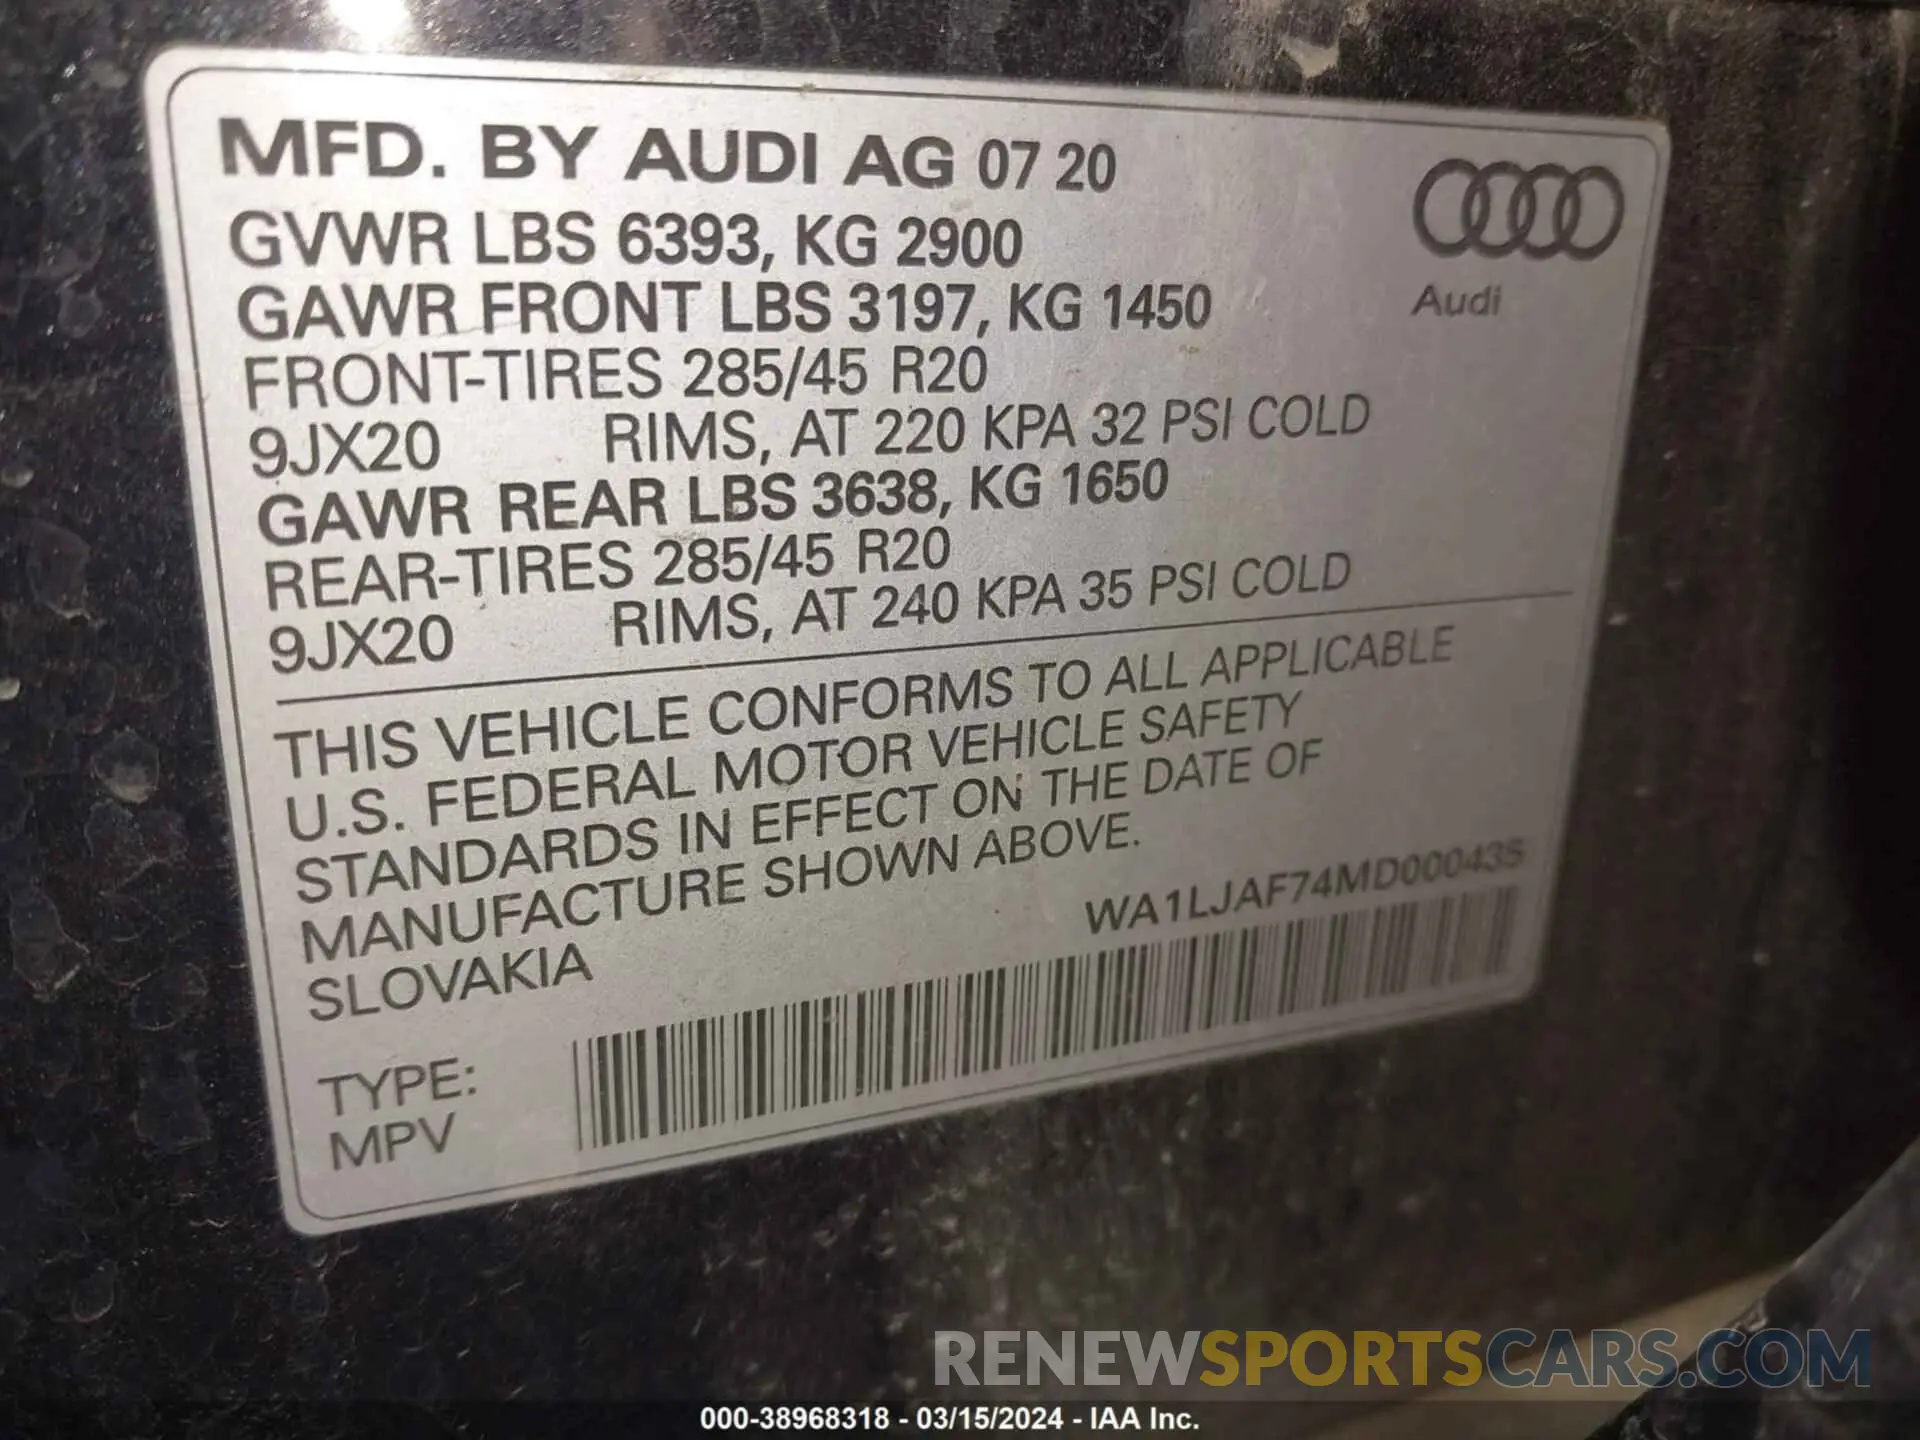 MFD. BY AUDI AG 07 20
GVWR LBS 6393, KG 2900
GAWR FRONT LBS 3197, KG 1450
FRONT-TIRES 285/45 R20
9JX20 RIMS, AT 220 KPA 32 PSI COLD
GAWR REAR LBS 3638, KG 1650
REAR-TIRES 285/45 R20
9JX20 RIMS, AT 240 KPA 35 PSI COLD
Audi
THIS VEHICLE CONFORMS TO ALL APPLICABLE
U.S. FEDERAL MOTOR VEHICLE SAFETY
STANDARDS IN EFFECT ON THE DATE OF
MANUFACTURE SHOWN ABOVE.
SLOVAKIA
WA1LJAF74MD000435
TYPE:
MPV
RENEWSPORTSCARS.COM
000-38968318 - 03/15/2024 - IAA Inc.